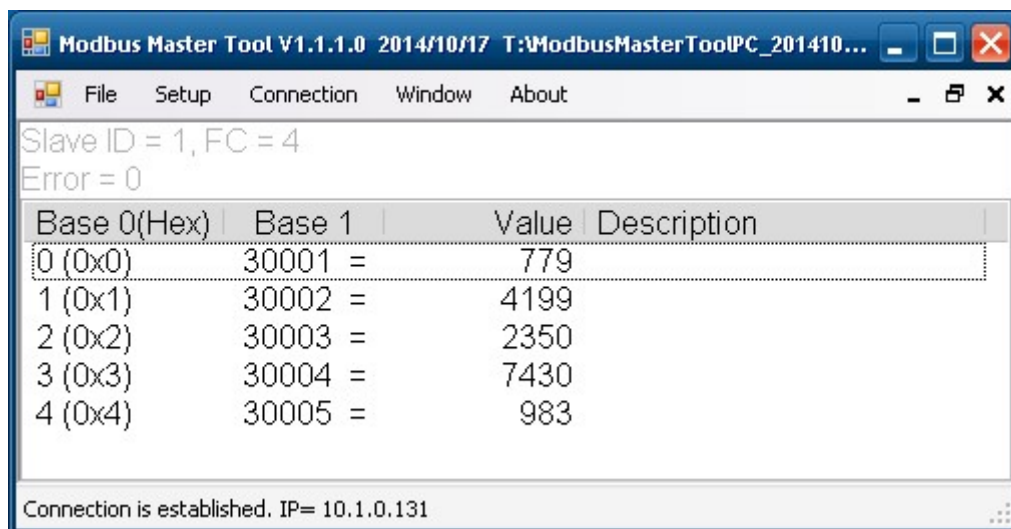 Modbus Master Tool V1.1.1.0 2014/10/17 T:\ModbusMasterToolPC_201410...
File Setup Connection Window About
Slave ID = 1, FC = 4
Error = 0
Base 0(Hex) Base 1 Value Description
0 (0x0) 30001 = 779
1 (0x1) 30002 = 4199
2 (0x2) 30003 = 2350
3 (0x3) 30004 = 7430
4 (0x4) 30005 = 983
Connection is established. IP= 10.1.0.131